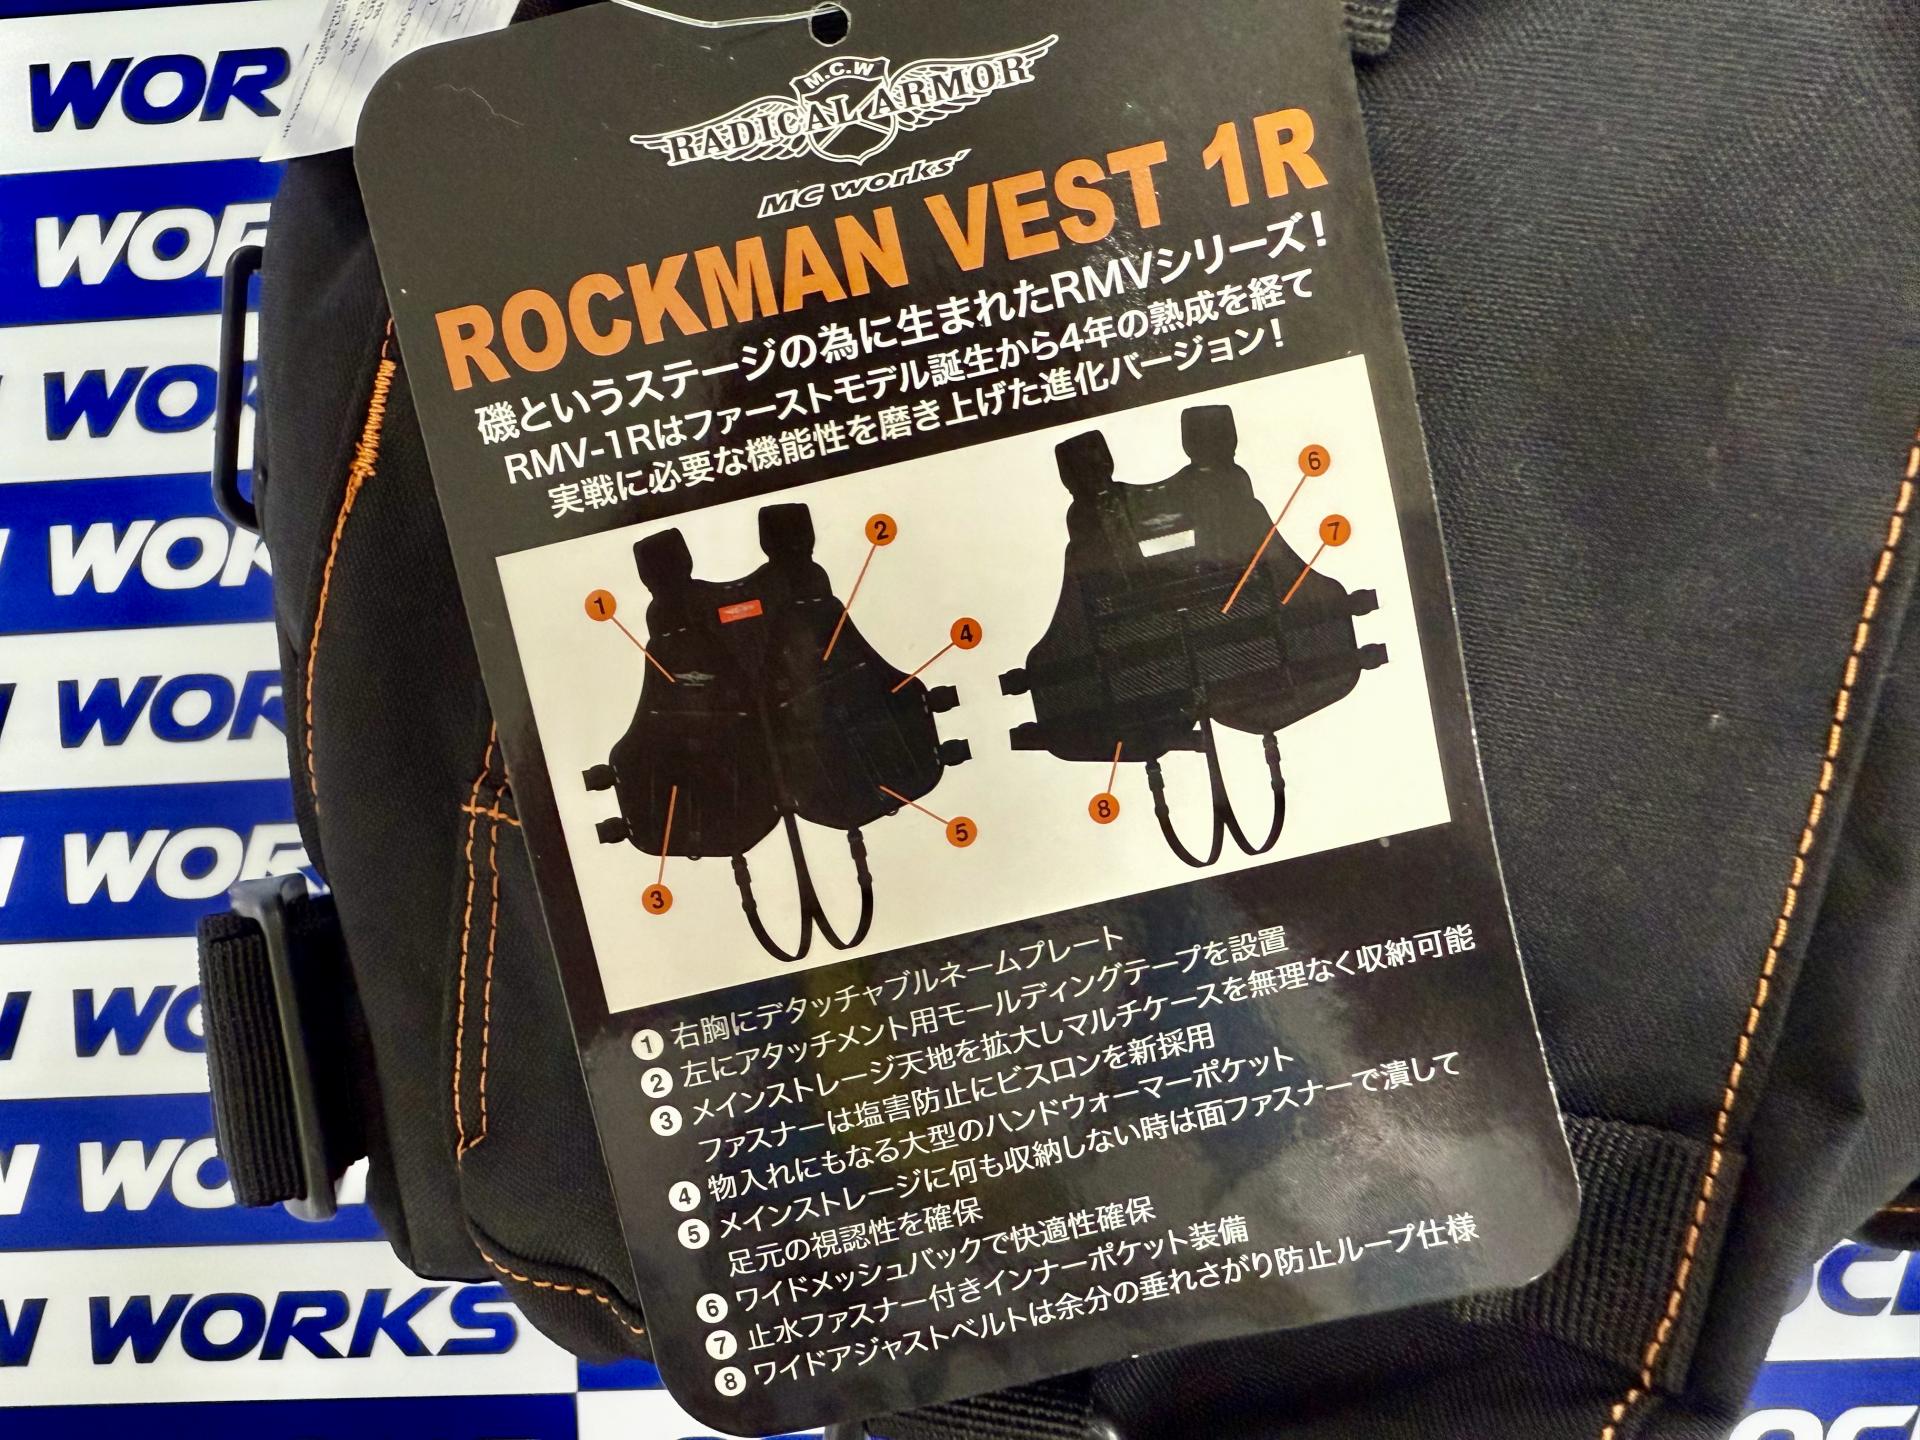 M.C.W
RADICAL ARMOR
MC works'
ROCKMAN VEST 1R
磯というステージの為に生まれたRMVシリーズ!
RMV-1Rはファーストモデル誕生から4年の熟成を経て
実戦に必要な機能性を磨き上げた進化バージョン!
1
2
3
4
5
6
7
8
1 右胸にデタッチャブルネームプレート
2 左にアタッチメント用モールディングテープを設置
3 メインストレージ天地を拡大しマルチケースを無理なく収納可能
ファスナーは塩害防止にビスロンを新採用
4 物入れにもなる大型のハンドウォーマーポケット
5 メインストレージに何も収納しない時は面ファスナーで潰して
足元の視認性を確保
6 ワイドメッシュバックで快適性確保
7 止水ファスナー付きインナーポケット装備
8 ワイドアジャストベルトは余分の垂れさがり防止ループ仕様
WOR
WOR
WOR
WOR
WOR
WOR
WO
N WOR
N WORKS